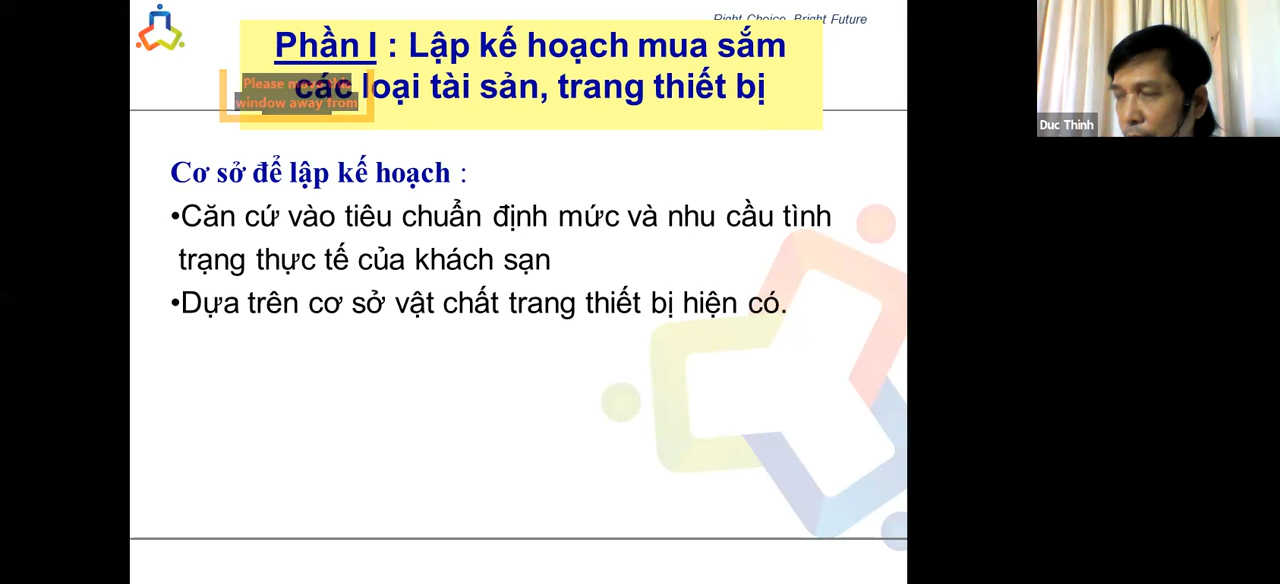 Right Choice, Bright Future
Phần I : Lập kế hoạch mua sắm
các loại tài sản, trang thiết bị
Please move this
window away from
Cơ sở để lập kế hoạch :
•Căn cứ vào tiêu chuẩn định mức và nhu cầu tình
trạng thực tế của khách sạn
•Dựa trên cơ sở vật chất trang thiết bị hiện có.
Duc Thinh